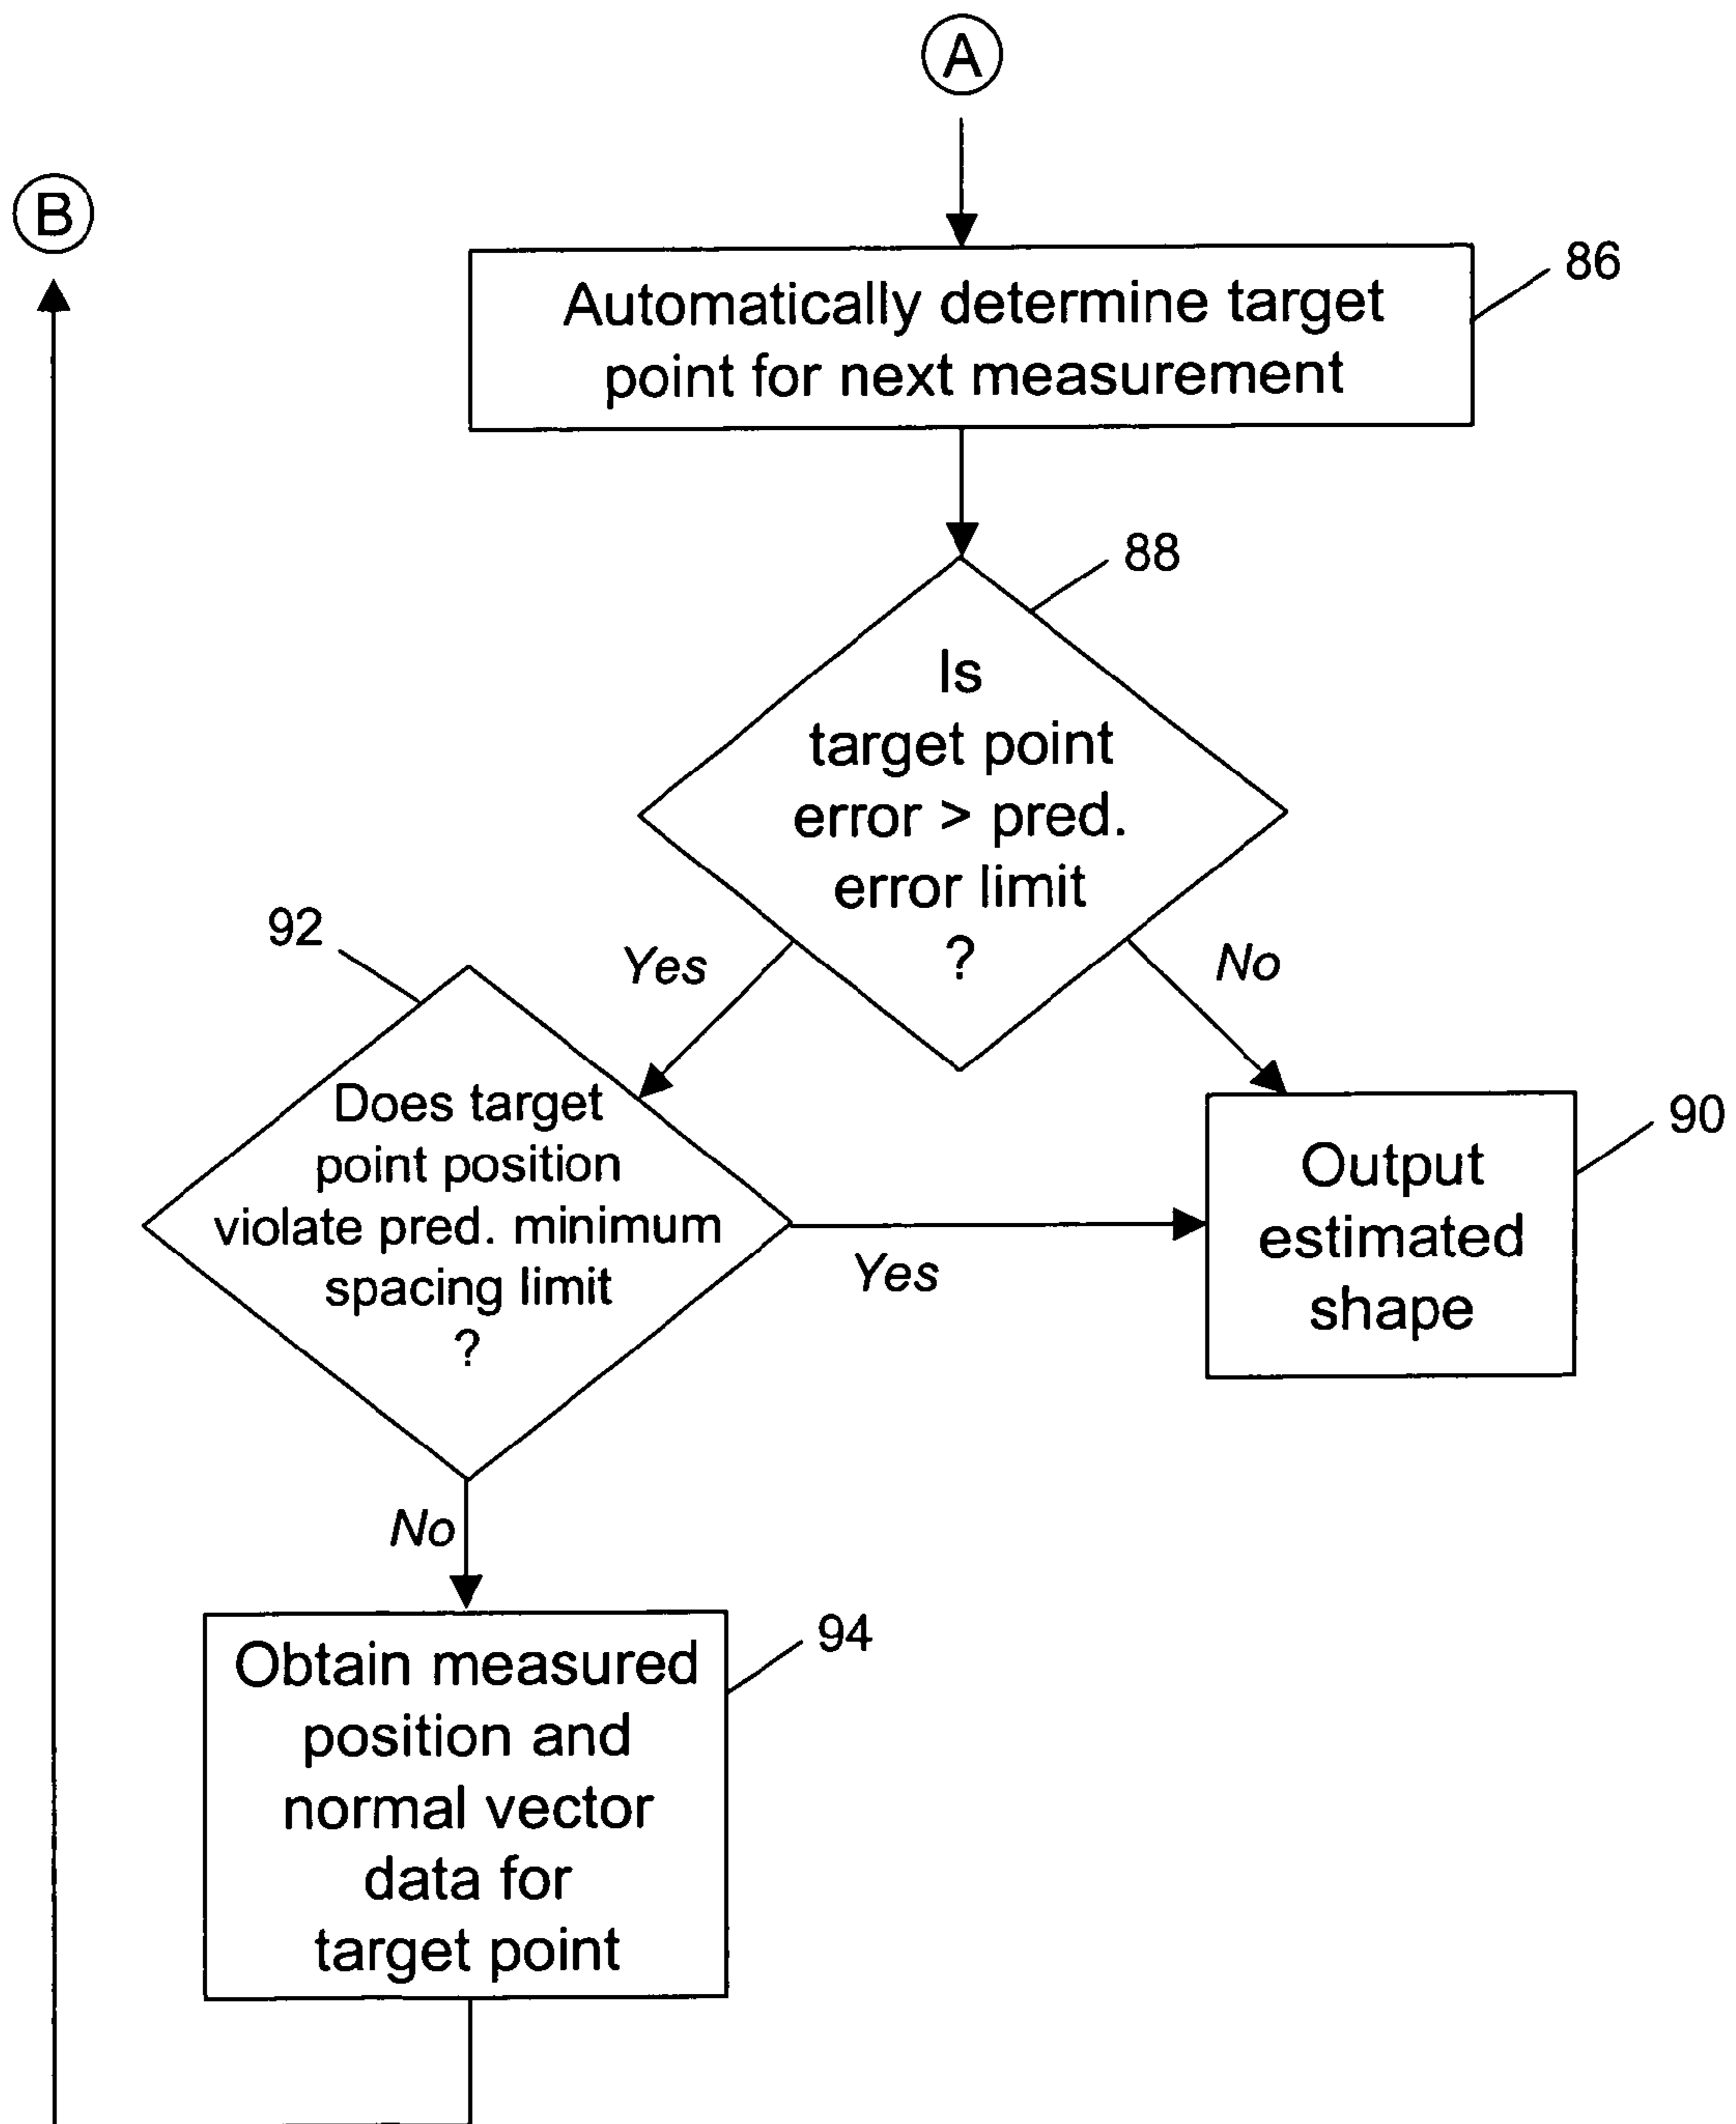 A
B
86
Automatically determine target
point for next measurement
88
Is
target point
error > pred.
error limit
?
92
Yes
No
Does target
point position
violate pred. minimum
spacing limit
?
Yes
90
Output
estimated
shape
No
94
Obtain measured
position and
normal vector
data for
target point